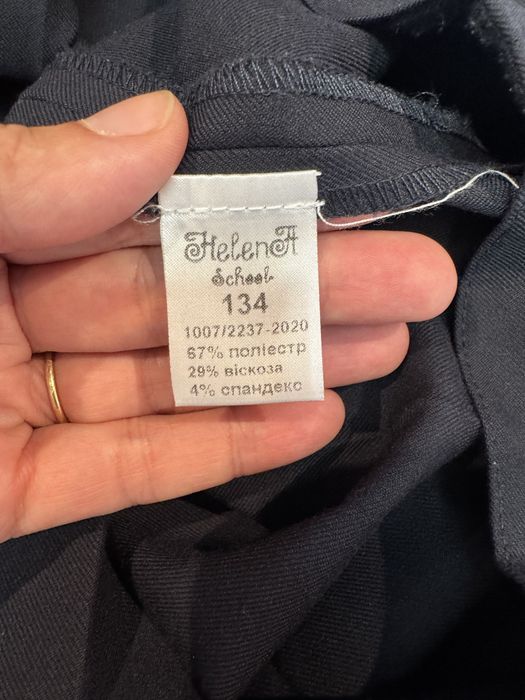 HelenA
School
134
1007/2237-2020
67% поліестр
29% віскоза
4% спандекс